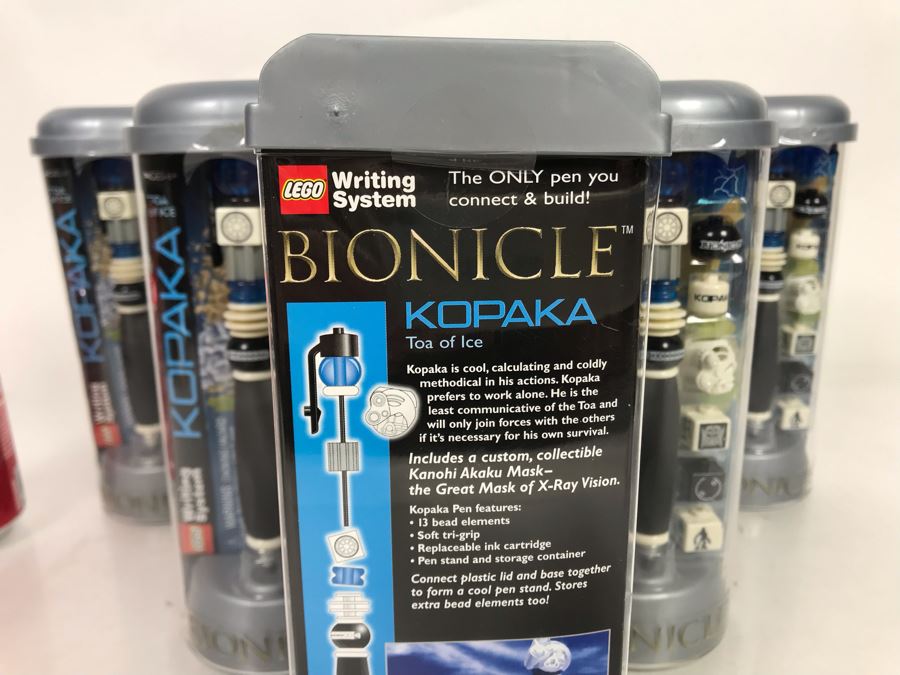 LEGO
Writing
System
The ONLY pen you
connect & build!
BIONICLE™
KOPAKA
Toa of Ice
Kopaka is cool, calculating and coldly
methodical in his actions. Kopaka
prefers to work alone. He is the
least communicative of the Toa and
will only join forces with the others
if it's necessary for his own survival.
Includes a custom, collectible
Kanohi Akaku Mask–
the Great Mask of X-Ray Vision.
Kopaka Pen features:
• 13 bead elements
• Soft tri-grip
• Replaceable ink cartridge
• Pen stand and storage container
Connect plastic lid and base together
to form a cool pen stand. Stores
extra bead elements too!
KOPAKA
Writing
System
KOPAKA
Writing
System
BIONI
BIONICLE
KOPAKA
NICL